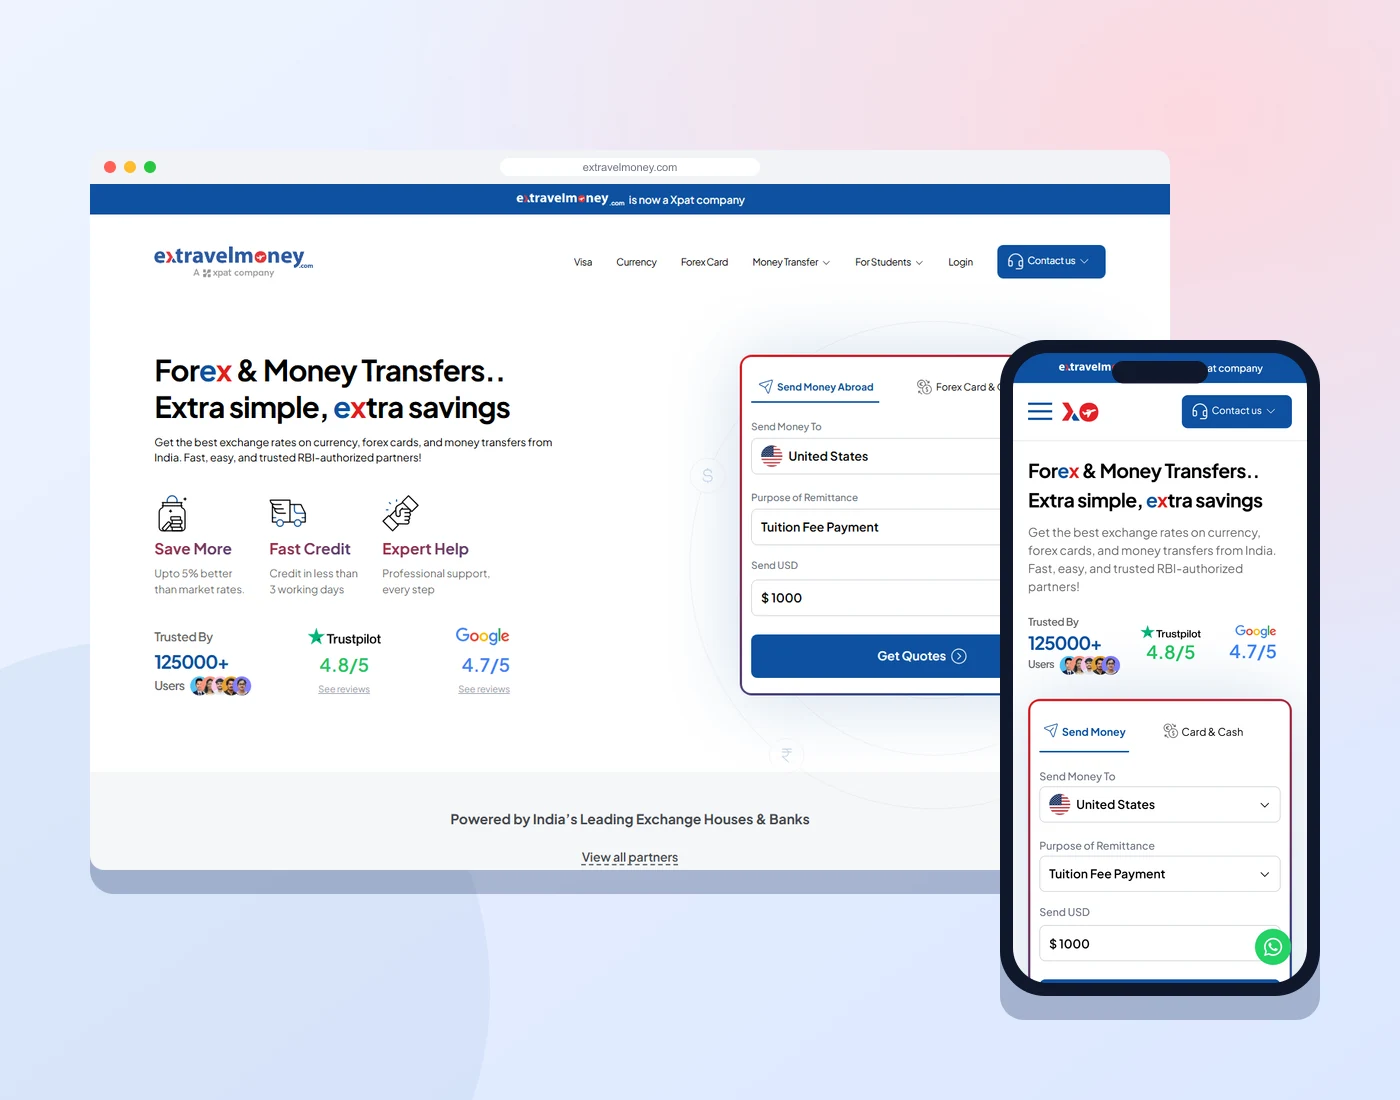 extravelmoney.com
extravelmoney.com is now a Xpat company
extravelmoney.com
A xpat company
Visa
Currency
Forex Card
Money Transfer
For Students
Login
Contact us
Forex & Money Transfers..
Extra simple, extra savings
Get the best exchange rates on currency, forex cards, and money transfers from
India. Fast, easy, and trusted RBI-authorized partners!
Save More
Upto 5% better
than market rates.
Fast Credit
Credit in less than
3 working days
Expert Help
Professional support,
every step
Trusted By
125000+
Users
Trustpilot
4.8/5
See reviews
Google
4.7/5
See reviews
Send Money Abroad
Forex Card &
Send Money To
United States
Purpose of Remittance
Tuition Fee Payment
Send USD
$ 1000
Get Quotes
Powered by India's Leading Exchange Houses & Banks
View all partners
at company
Contact us
Forex & Money Transfers..
Extra simple, extra savings
Get the best exchange rates on currency,
forex cards, and money transfers from India.
Fast, easy, and trusted RBI-authorized
partners!
Trusted By
125000+
Users
Trustpilot
4.8/5
Google
4.7/5
Send Money
Card & Cash
Send Money To
United States
Purpose of Remittance
Tuition Fee Payment
Send USD
$ 1000